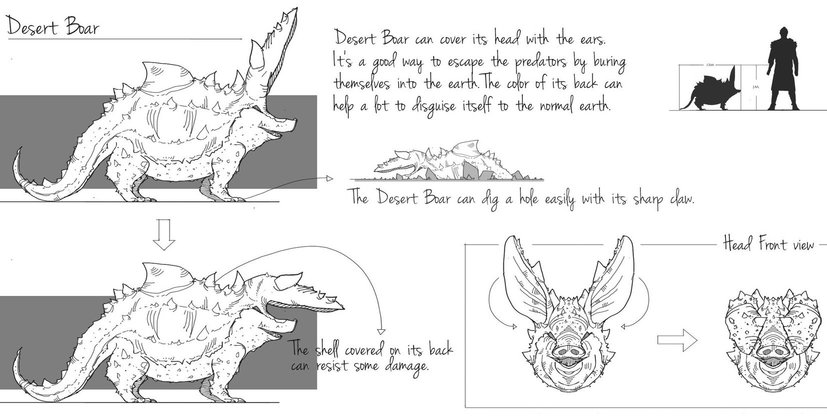 Desert Boar
Desert Boar can cover its head with the ears.
It's a good way to escape the predators by buring
themselves into the earth.The color of its back can
help a lot to disguise itself to the normal earth.
The Desert Boar can dig a hole easily with its sharp claw.
Head Front view
The shell covered on its back
can resist some damage.